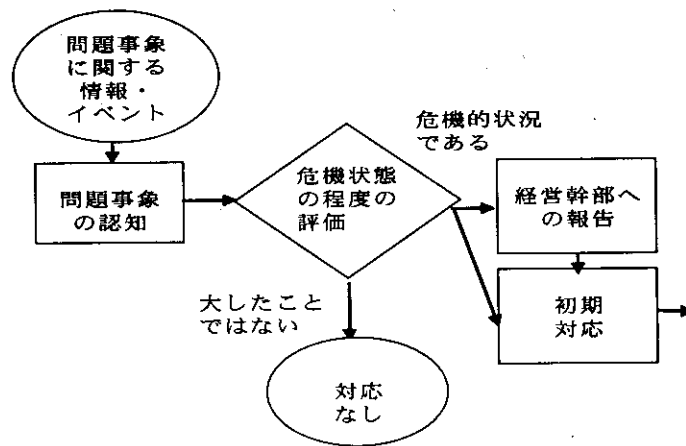 問題事象
に関する
情報・
イベント
問題事象
の認知
危機状態
の程度の
評価
危機的状況
である
経営幹部へ
の報告
初期
対応
大したこと
ではない
対応
なし